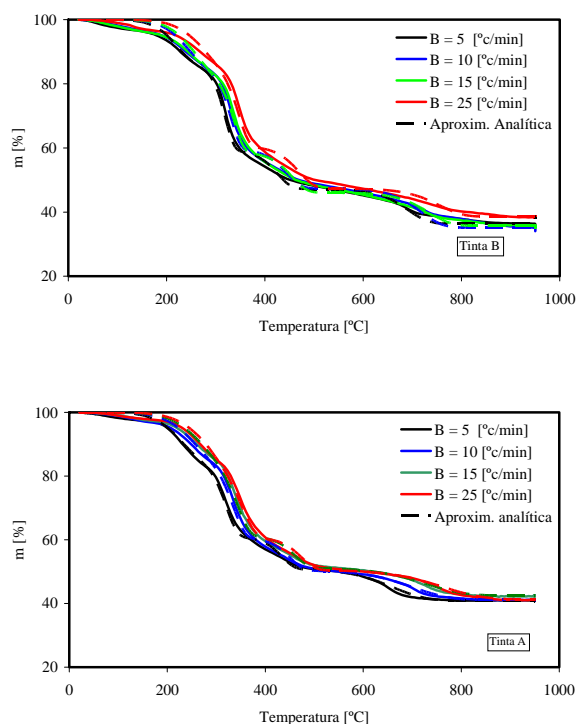 100
80
60
40
20
m [%]
B = 5 [ºc/min]
B = 10 [ºc/min]
B = 15 [ºc/min]
B = 25 [ºc/min]
Aproxim. Analítica
Tinta B
0 200 400 600 800 1000
Temperatura [ºC]
100
80
60
40
20
m [%]
B = 5 [ºc/min]
B = 10 [ºc/min]
B = 15 [ºc/min]
B = 25 [ºc/min]
Aproxim. analítica
Tinta A
0 200 400 600 800 1000
Temperatura [ºC]